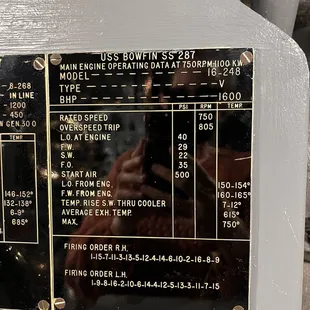 8-268
IN LINE
1200
450
GEN. 500
TEMP.
146-152°
132-138°
6-9°
685°
USS BOWFIN SS 287
MAIN ENGINE OPERATING DATA AT 750RPM-1100 KW
MODEL 16-248
TYPE V
BHP 1600
PSI RPM TEMP.
RATED SPEED 750
OVERSPEED TRIP 805
L.O. AT ENGINE 40
F.W. 29
S.W. 22
F.O. 35
START AIR 500
L.O. FROM ENG. 150-154°
F.W. FROM ENG. 160-165°
TEMP. RISE S.W. THRU COOLER 7-12°
AVERAGE EXH. TEMP. 615°
MAX. 750°
FIRING ORDER R.H.
1-15-7-11-3-13-5-12-4-14-6-10-2-16-8-9
FIRING ORDER L.H.
1-9-8-16-2-10-6-14-4-12-5-13-3-11-7-15